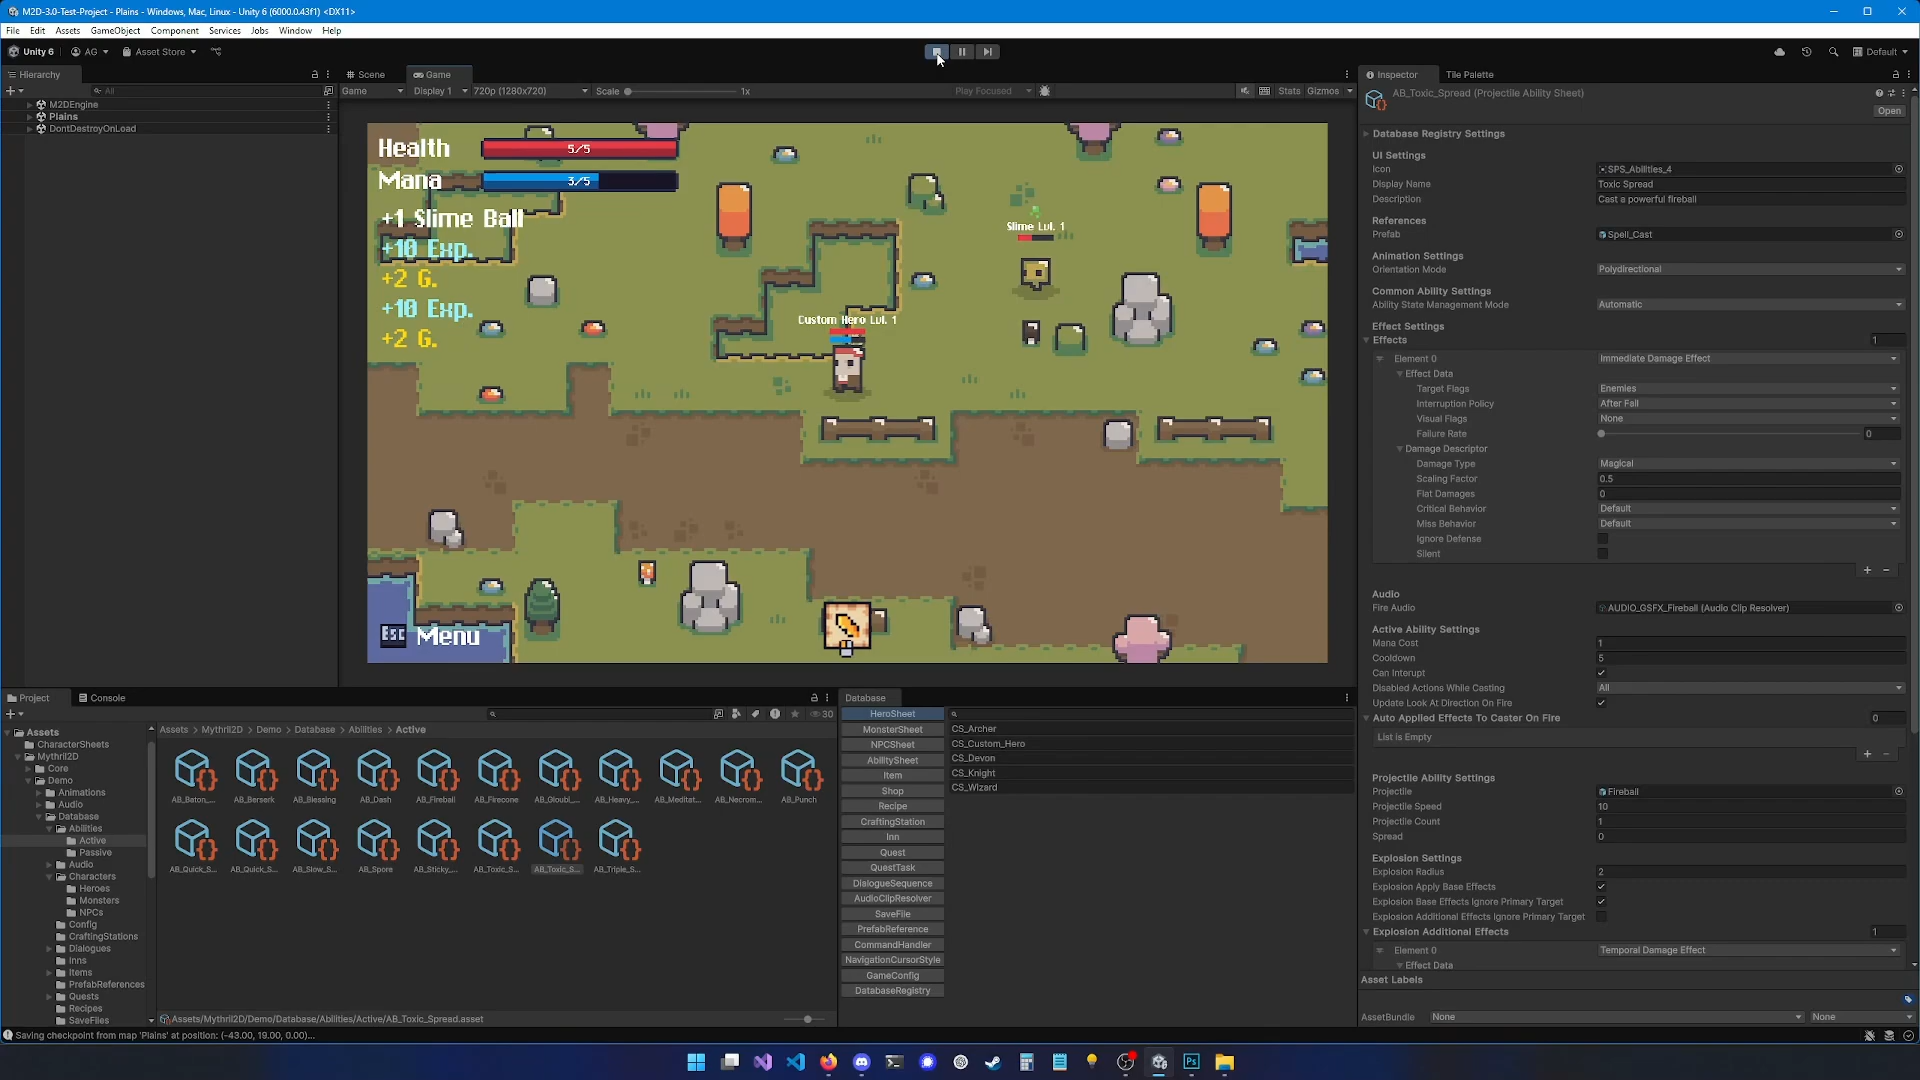 M2D-3.0-Test-Project - Plains - Windows, Mac, Linux - Unity 6 (6000.0.43f1) <DX11>
File Edit Assets GameObject Component Services Jobs Window Help
Unity 6 AG Asset Store Default
Hierarchy
All
M2DEngine
Plains
DontDestroyOnLoad
Scene Game
Game Display 1 720p (1280x720) Scale 1x Play Focused Stats Gizmos
Health 5/5
Mana 3/5
+1 Slime Ball
+10 Exp.
+2 G.
+10 Exp.
+2 G.
Slime Lvl. 1
Custom Hero Lvl. 1
Esc Menu
Project Console
30
Assets
CharacterSheets
Mythril2D
Core
Demo
Animations
Audio
Database
Abilities
Active
Passive
Audio
Characters
Heroes
Monsters
NPCs
Config
CraftingStations
Dialogues
Inns
Items
PrefabReferences
Quests
Recipes
SaveFiles
Assets > Mythril2D > Demo > Database > Abilities > Active
AB_Baton_... AB_Berserk AB_Blessing AB_Dash AB_Fireball AB_Firecone AB_Gloubl_... AB_Heavy_... AB_Meditat... AB_Necrom... AB_Punch
AB_Quick_S... AB_Quick_S... AB_Slow_S... AB_Spore AB_Sticky_... AB_Toxic_S... AB_Toxic_S... AB_Triple_S...
Assets/Mythril2D/Demo/Database/Abilities/Active/AB_Toxic_Spread.asset
Database
HeroSheet
MonsterSheet
NPCSheet
AbilitySheet
Item
Shop
Recipe
CraftingStation
Inn
Quest
QuestTask
DialogueSequence
AudioClipResolver
SaveFile
PrefabReference
CommandHandler
NavigationCursorStyle
GameConfig
DatabaseRegistry
CS_Archer
CS_Custom_Hero
CS_Devon
CS_Knight
CS_Wizard
Inspector Tile Palette
AB_Toxic_Spread (Projectile Ability Sheet)
Open
Database Registry Settings
UI Settings
Icon SPS_Abilities_4
Display Name Toxic Spread
Description Cast a powerful fireball
References
Prefab Spell_Cast
Animation Settings
Orientation Mode Polydirectional
Common Ability Settings
Ability State Management Mode Automatic
Effect Settings
Effects 1
Element 0 Immediate Damage Effect
Effect Data
Target Flags Enemies
Interruption Policy After Fail
Visual Flags None
Failure Rate 0
Damage Descriptor
Damage Type Magical
Scaling Factor 0.5
Flat Damages 0
Critical Behavior Default
Miss Behavior Default
Ignore Defense
Silent
+ -
Audio
Fire Audio AUDIO_GSFX_Fireball (Audio Clip Resolver)
Active Ability Settings
Mana Cost 1
Cooldown 5
Can Interupt
Disabled Actions While Casting All
Update Look At Direction On Fire
Auto Applied Effects To Caster On Fire 0
List is Empty
+ -
Projectile Ability Settings
Projectile Fireball
Projectile Speed 10
Projectile Count 1
Spread 0
Explosion Settings
Explosion Radius 2
Explosion Apply Base Effects
Explosion Base Effects Ignore Primary Target
Explosion Additional Effects Ignore Primary Target
Explosion Additional Effects 1
Element 0 Temporal Damage Effect
Effect Data
Asset Labels
AssetBundle None None
Saving checkpoint from map 'Plains' at position: (-43.00, 19.00, 0.00)...
Ps